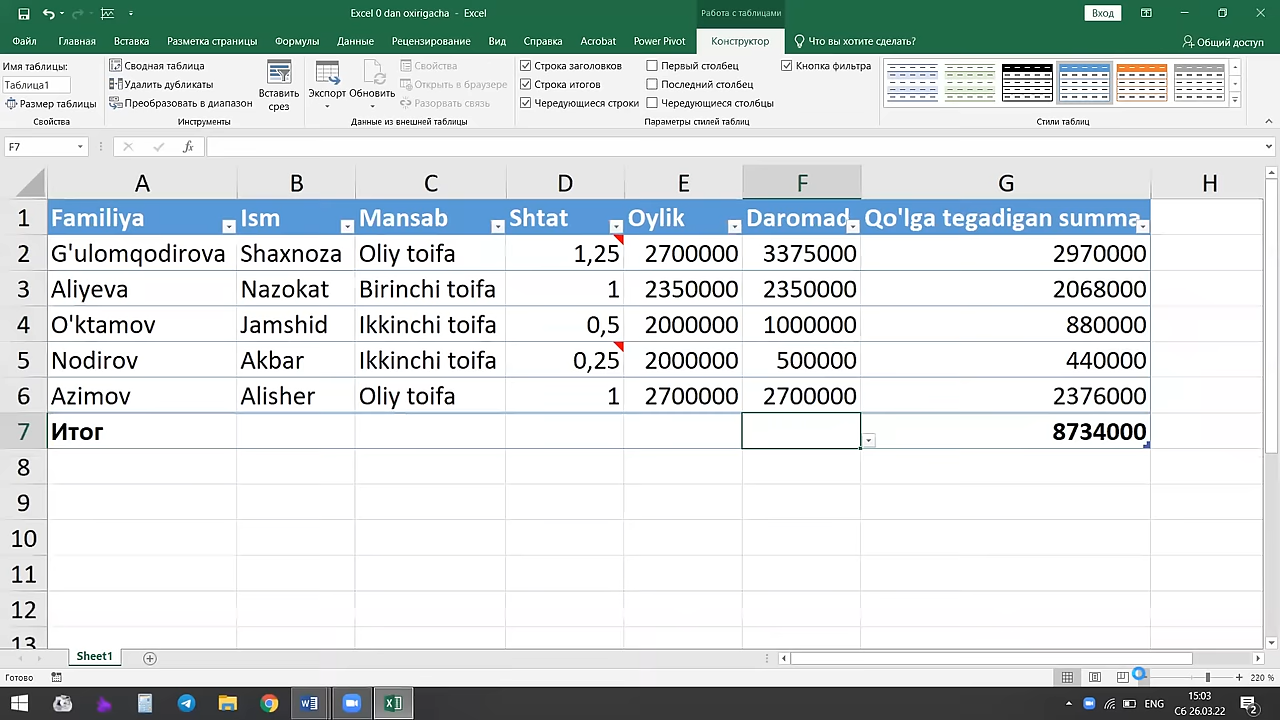 Excel 0 dan oxirigacha - Excel
Работа с таблицами
Вход
Файл Главная Вставка Разметка страницы Формулы Данные Рецензирование Вид Справка Acrobat Power Pivot Конструктор Что вы хотите сделать? Общий доступ
Имя таблицы:
Таблица1
Размер таблицы
Свойства
Сводная таблица
Удалить дубликаты
Преобразовать в диапазон
Инструменты
Вставить срез
Экспорт Обновить
Свойства
браузере
Разорвать связь
Данные из внешней таблицы
Строка заголовков Первый столбец Кнопка фильтра
Строка итогов Последний столбец
Чередующиеся строки Чередующиеся столбцы
Параметры стилей таблиц
Стили таблиц
F7 fx
A B C D E F G H
1 Familiya Ism Mansab Shtat Oylik Daromad Qo'lga tegadigan summa
2 G'ulomqodirova Shaxnoza Oliy toifa 1,25 2700000 3375000 2970000
3 Aliyeva Nazokat Birinchi toifa 1 2350000 2350000 2068000
4 O'ktamov Jamshid Ikkinchi toifa 0,5 2000000 1000000 880000
5 Nodirov Akbar Ikkinchi toifa 0,25 2000000 500000 440000
6 Azimov Alisher Oliy toifa 1 2700000 2700000 2376000
7 Итог 8734000
8
9
10
11
12
13
Sheet1
Готово 220 %
ENG
15:03
Сб 26.03.22
2